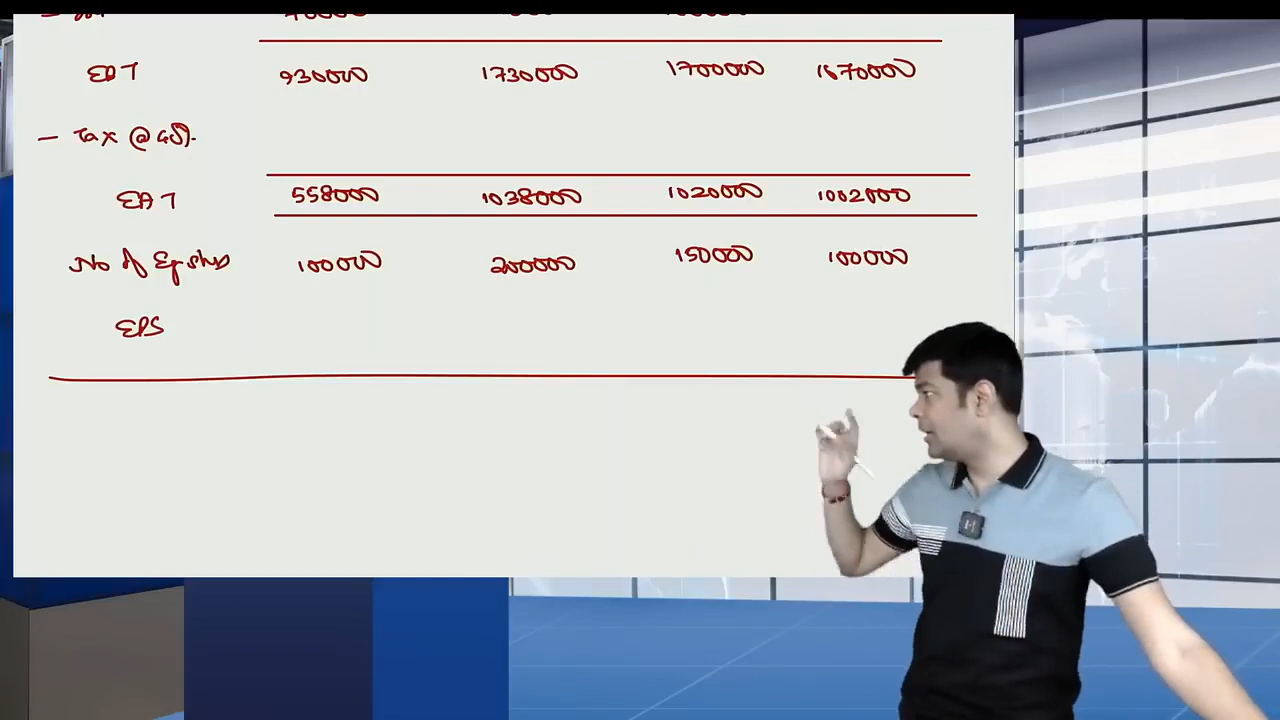 EBT 930000 1730000 1700000 1670000
- Tax @ 40%
EAT 558000 1038000 1020000 1002000
No of Eq shrs 100000 200000 150000 100000
EPS